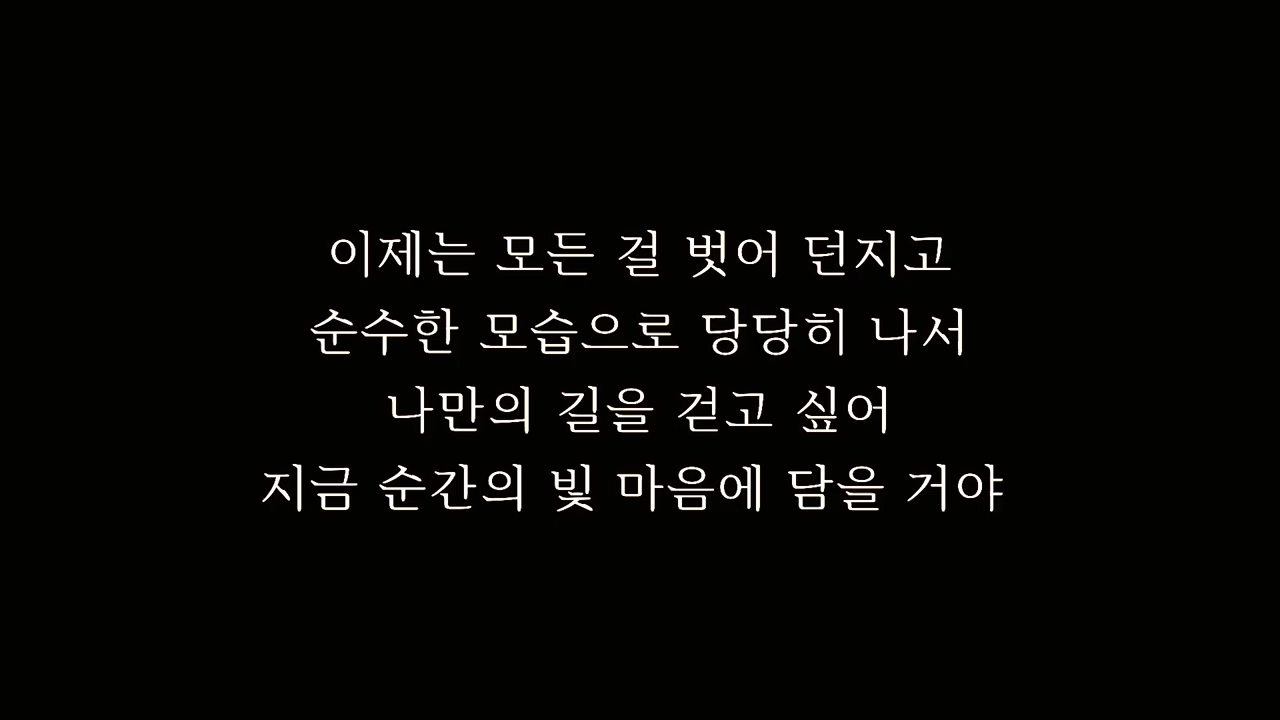 이제는 모든 걸 벗어 던지고
순수한 모습으로 당당히 나서
나만의 길을 걷고 싶어
지금 순간의 빛 마음에 담을 거야